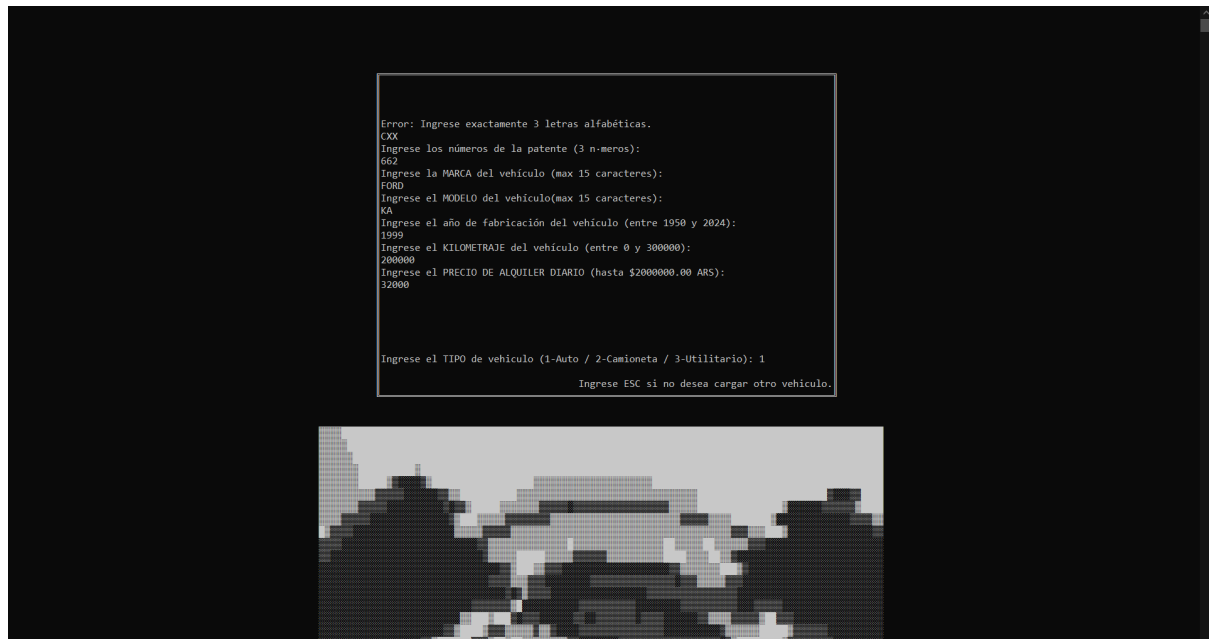 Error: Ingrese exactamente 3 letras alfabéticas.
CXX
Ingrese los números de la patente (3 n·meros):
662
Ingrese la MARCA del vehículo (max 15 caracteres):
FORD
Ingrese el MODELO del vehículo(max 15 caracteres):
KA
Ingrese el año de fabricación del vehículo (entre 1950 y 2024):
1999
Ingrese el KILOMETRAJE del vehículo (entre 0 y 300000):
200000
Ingrese el PRECIO DE ALQUILER DIARIO (hasta $2000000.00 ARS):
32000
Ingrese el TIPO de vehiculo (1-Auto / 2-Camioneta / 3-Utilitario): 1
Ingrese ESC si no desea cargar otro vehiculo.